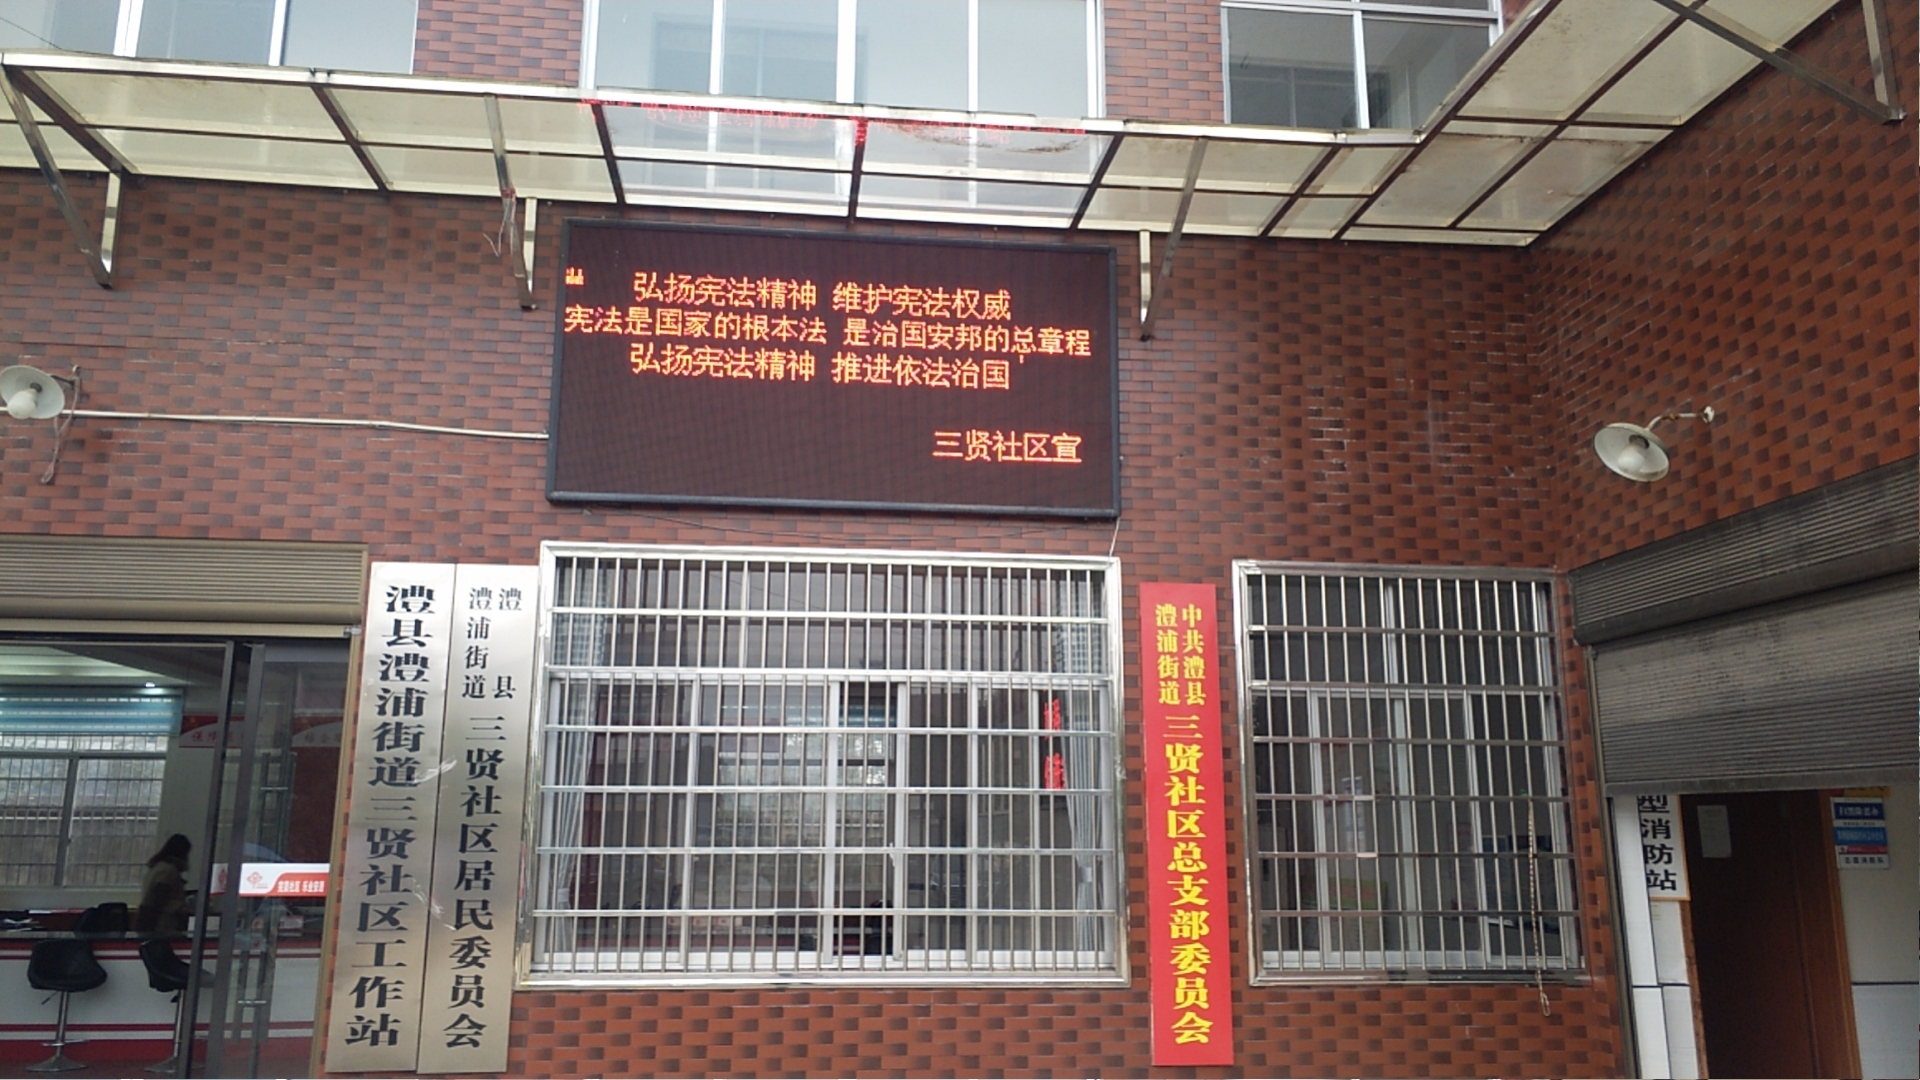 弘扬宪法精神 维护宪法权威
宪法是国家的根本法 是治国安邦的总章程
弘扬宪法精神 推进依法治国
三贤社区宣
澧县澧浦街道三贤社区工作站
澧县
澧浦街道
三贤社区居民委员会
中共澧县
澧浦街道
三贤社区总支部委员会
型消防站